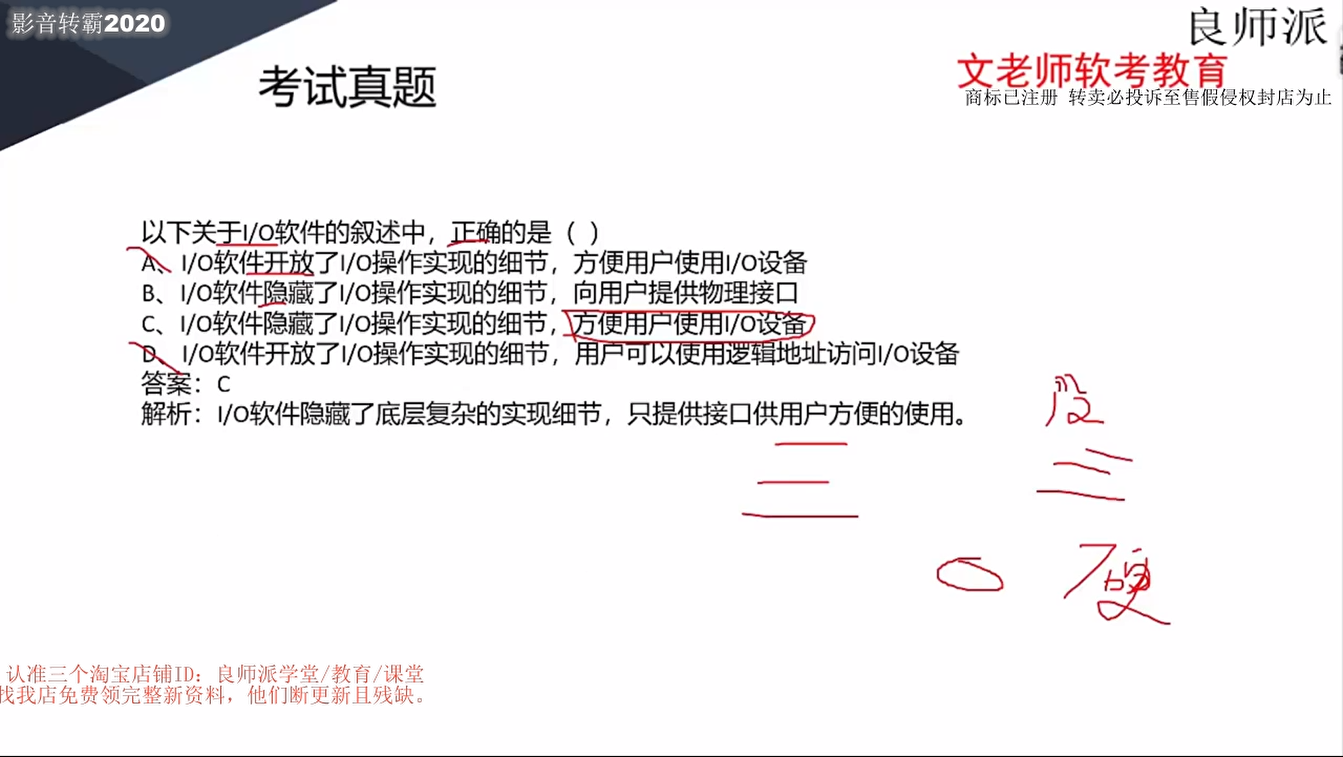 影音转霸2020
良师派
文老师软考教育
商标已注册 转卖必投诉至售假侵权封店为止
考试真题
以下关于I/O软件的叙述中，正确的是（ ）
A、I/O软件开放了I/O操作实现的细节，方便用户使用I/O设备
B、I/O软件隐藏了I/O操作实现的细节，向用户提供物理接口
C、I/O软件隐藏了I/O操作实现的细节，方便用户使用I/O设备
D、I/O软件开放了I/O操作实现的细节，用户可以使用逻辑地址访问I/O设备
答案：C
解析：I/O软件隐藏了底层复杂的实现细节，只提供接口供用户方便的使用。
硬
认准三个淘宝店铺ID：良师派学堂/教育/课堂
找我店免费领完整新资料，他们断更新且残缺。